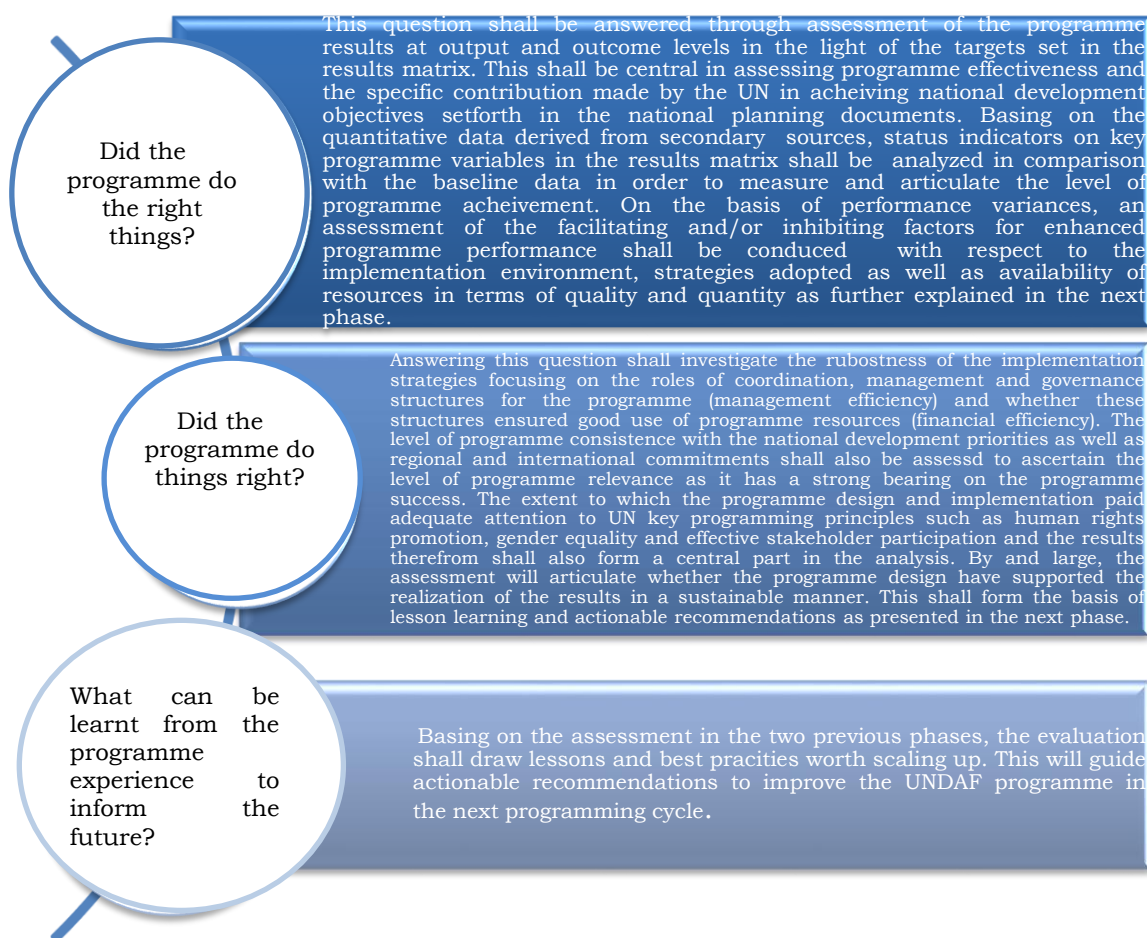 Did the
programme do
the right
things?
This question shall be answered through assessment of the programme
results at output and outcome levels in the light of the targets set in the
results matrix. This shall be central in assessing programme effectiveness and
the specific contribution made by the UN in acheiving national development
objectives setforth in the national planning documents. Basing on the
quantitative data derived from secondary sources, status indicators on key
programme variables in the results matrix shall be analyzed in comparison
with the baseline data in order to measure and articulate the level of
programme acheivement. On the basis of performance variances, an
assessment of the facilitating and/or inhibiting factors for enhanced
programme performance shall be conduced with respect to the
implementation environment, strategies adopted as well as availability of
resources in terms of quality and quantity as further explained in the next
phase.
Did the
programme do
things right?
Answering this question shall investigate the rubostness of the implementation
strategies focusing on the roles of coordination, management and governance
structures for the programme (management efficiency) and whether these
structures ensured good use of programme resources (financial efficiency). The
level of programme consistence with the national development priorities as well as
regional and international commitments shall also be assessd to ascertain the
level of programme relevance as it has a strong bearing on the programme
success. The extent to which the programme design and implementation paid
adequate attention to UN key programming principles such as human rights
promotion, gender equality and effective stakeholder participation and the results
therefrom shall also form a central part in the analysis. By and large, the
assessment will articulate whether the programme design have supported the
realization of the results in a sustainable manner. This shall form the basis of
lesson learning and actionable recommendations as presented in the next phase.
What can be
learnt from the
programme
experience to
inform the
future?
Basing on the assessment in the two previous phases, the evaluation
shall draw lessons and best pracities worth scaling up. This will guide
actionable recommendations to improve the UNDAF programme in
the next programming cycle.